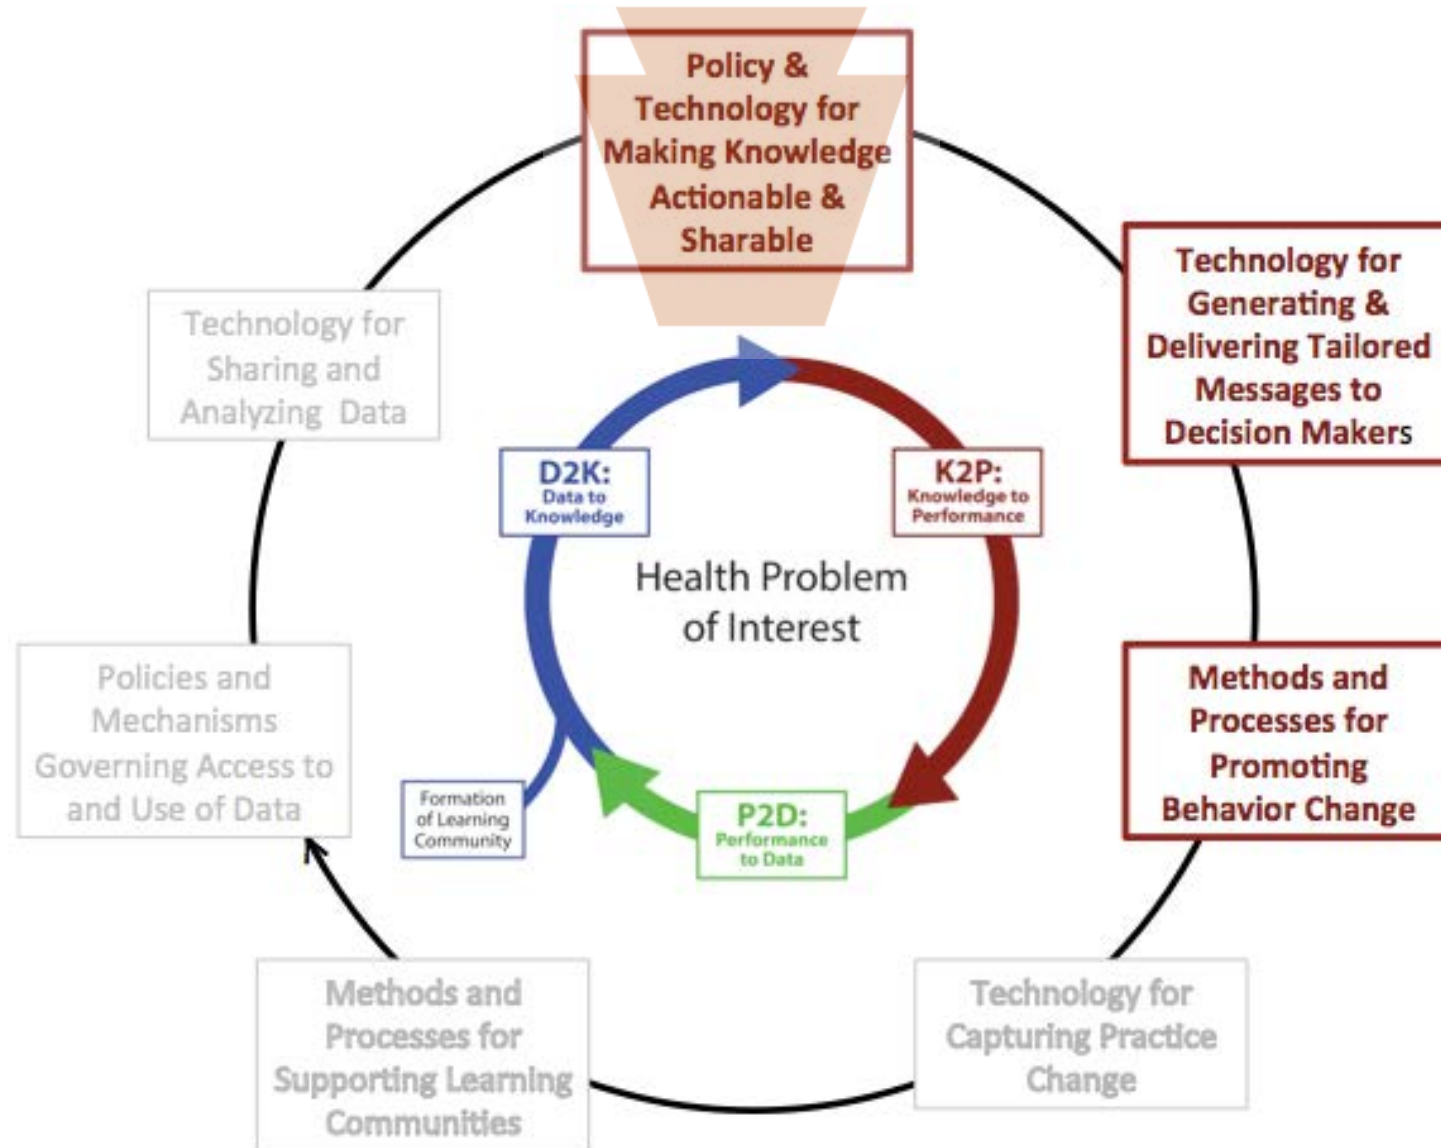 Policy &
Technology for
Making Knowledge
Actionable &
Sharable
Technology for
Generating &
Delivering Tailored
Messages to
Decision Makers
Methods and
Processes for
Promoting
Behavior Change
Technology for
Capturing Practice
Change
Methods and
Processes for
Supporting Learning
Communities
Policies and
Mechanisms
Governing Access to
and Use of Data
Technology for
Sharing and
Analyzing Data
D2K:
Data to
Knowledge
K2P:
Knowledge to
Performance
Health Problem
of Interest
P2D:
Performance
to Data
Formation
of Learning
Community